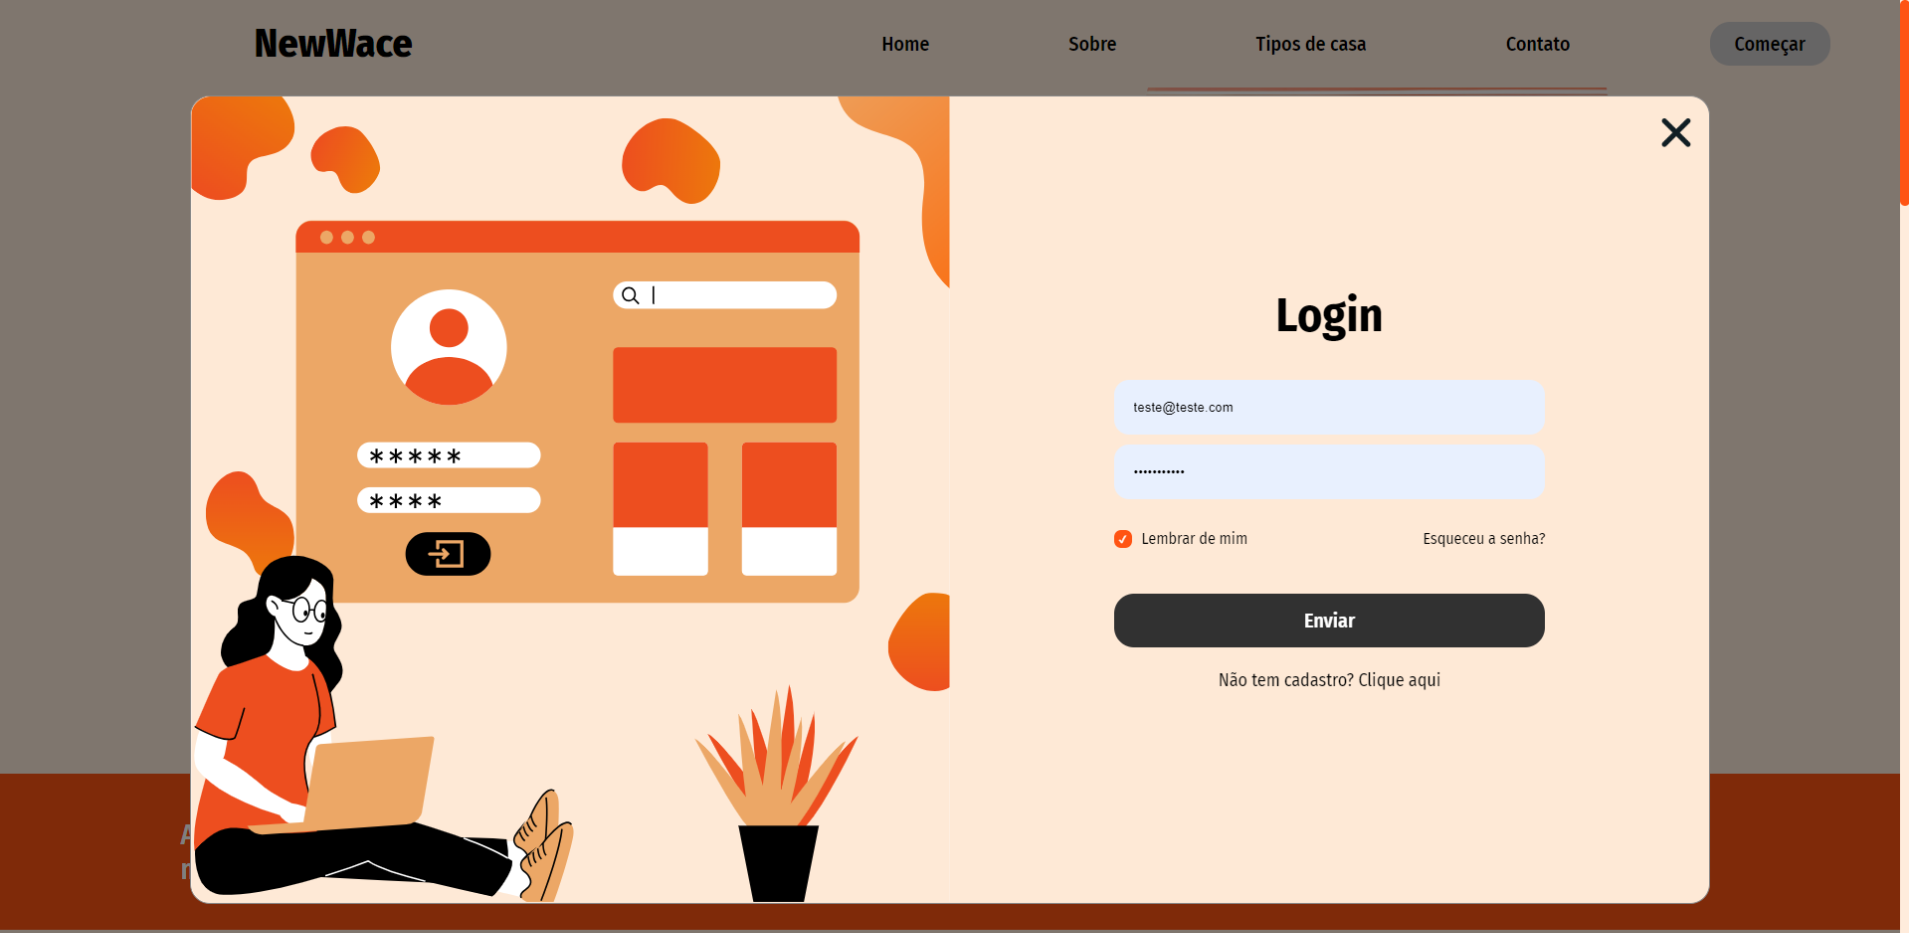 NewWace
Home
Sobre
Tipos de casa
Contato
Começar
Login
teste@teste.com
•••••••••••
Lembrar de mim
Esqueceu a senha?
Enviar
Não tem cadastro? Clique aqui
*****
****